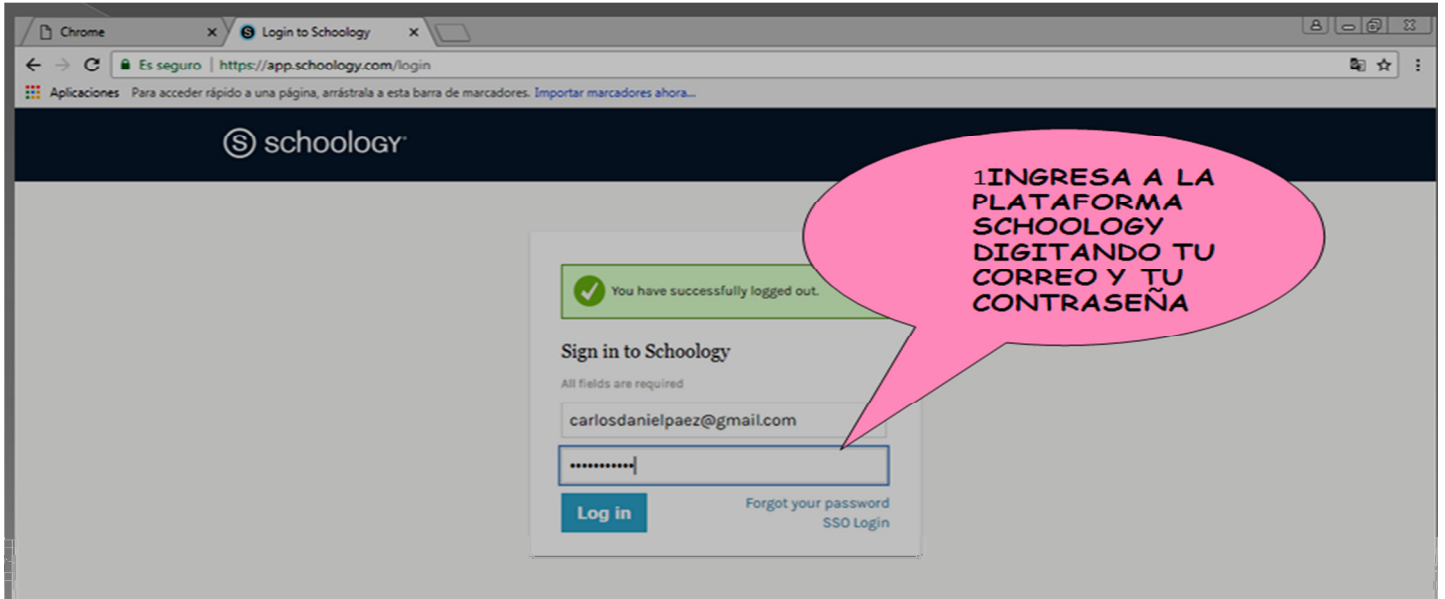 Chrome
Login to Schoology
Es seguro | https://app.schoology.com/login
Aplicaciones Para acceder rápido a una página, arrástrala a esta barra de marcadores. Importar marcadores ahora...
schoology
1INGRESA A LA
PLATAFORMA
SCHOOLOGY
DIGITANDO TU
CORREO Y TU
CONTRASEÑA
You have successfully logged out.
Sign in to Schoology
All fields are required
carlosdanielpaez@gmail.com
•••••••••••
Log in
Forgot your password
SSO Login